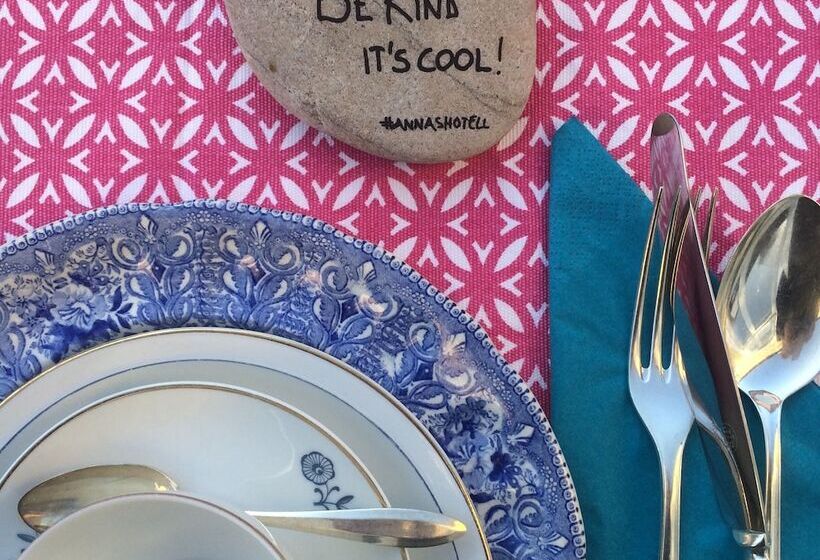 BE KIND
IT'S COOL!
#ANNASHOTELL